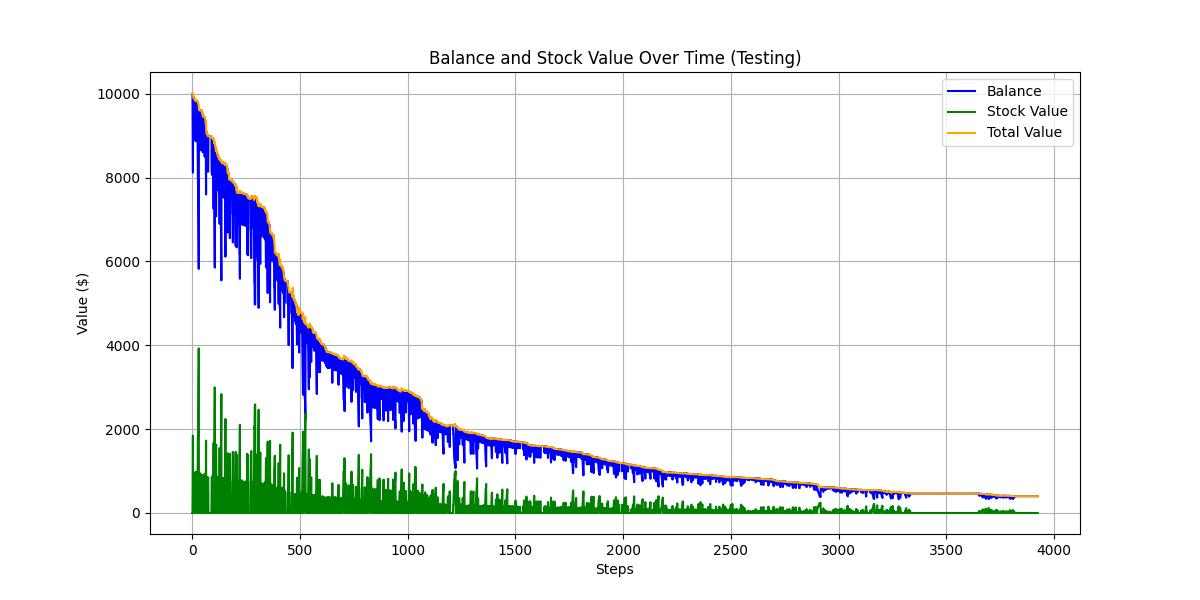 Balance and Stock Value Over Time (Testing)
Balance
Stock Value
Total Value
10000
8000
6000
4000
2000
0
Value ($)
0 500 1000 1500 2000 2500 3000 3500 4000
Steps